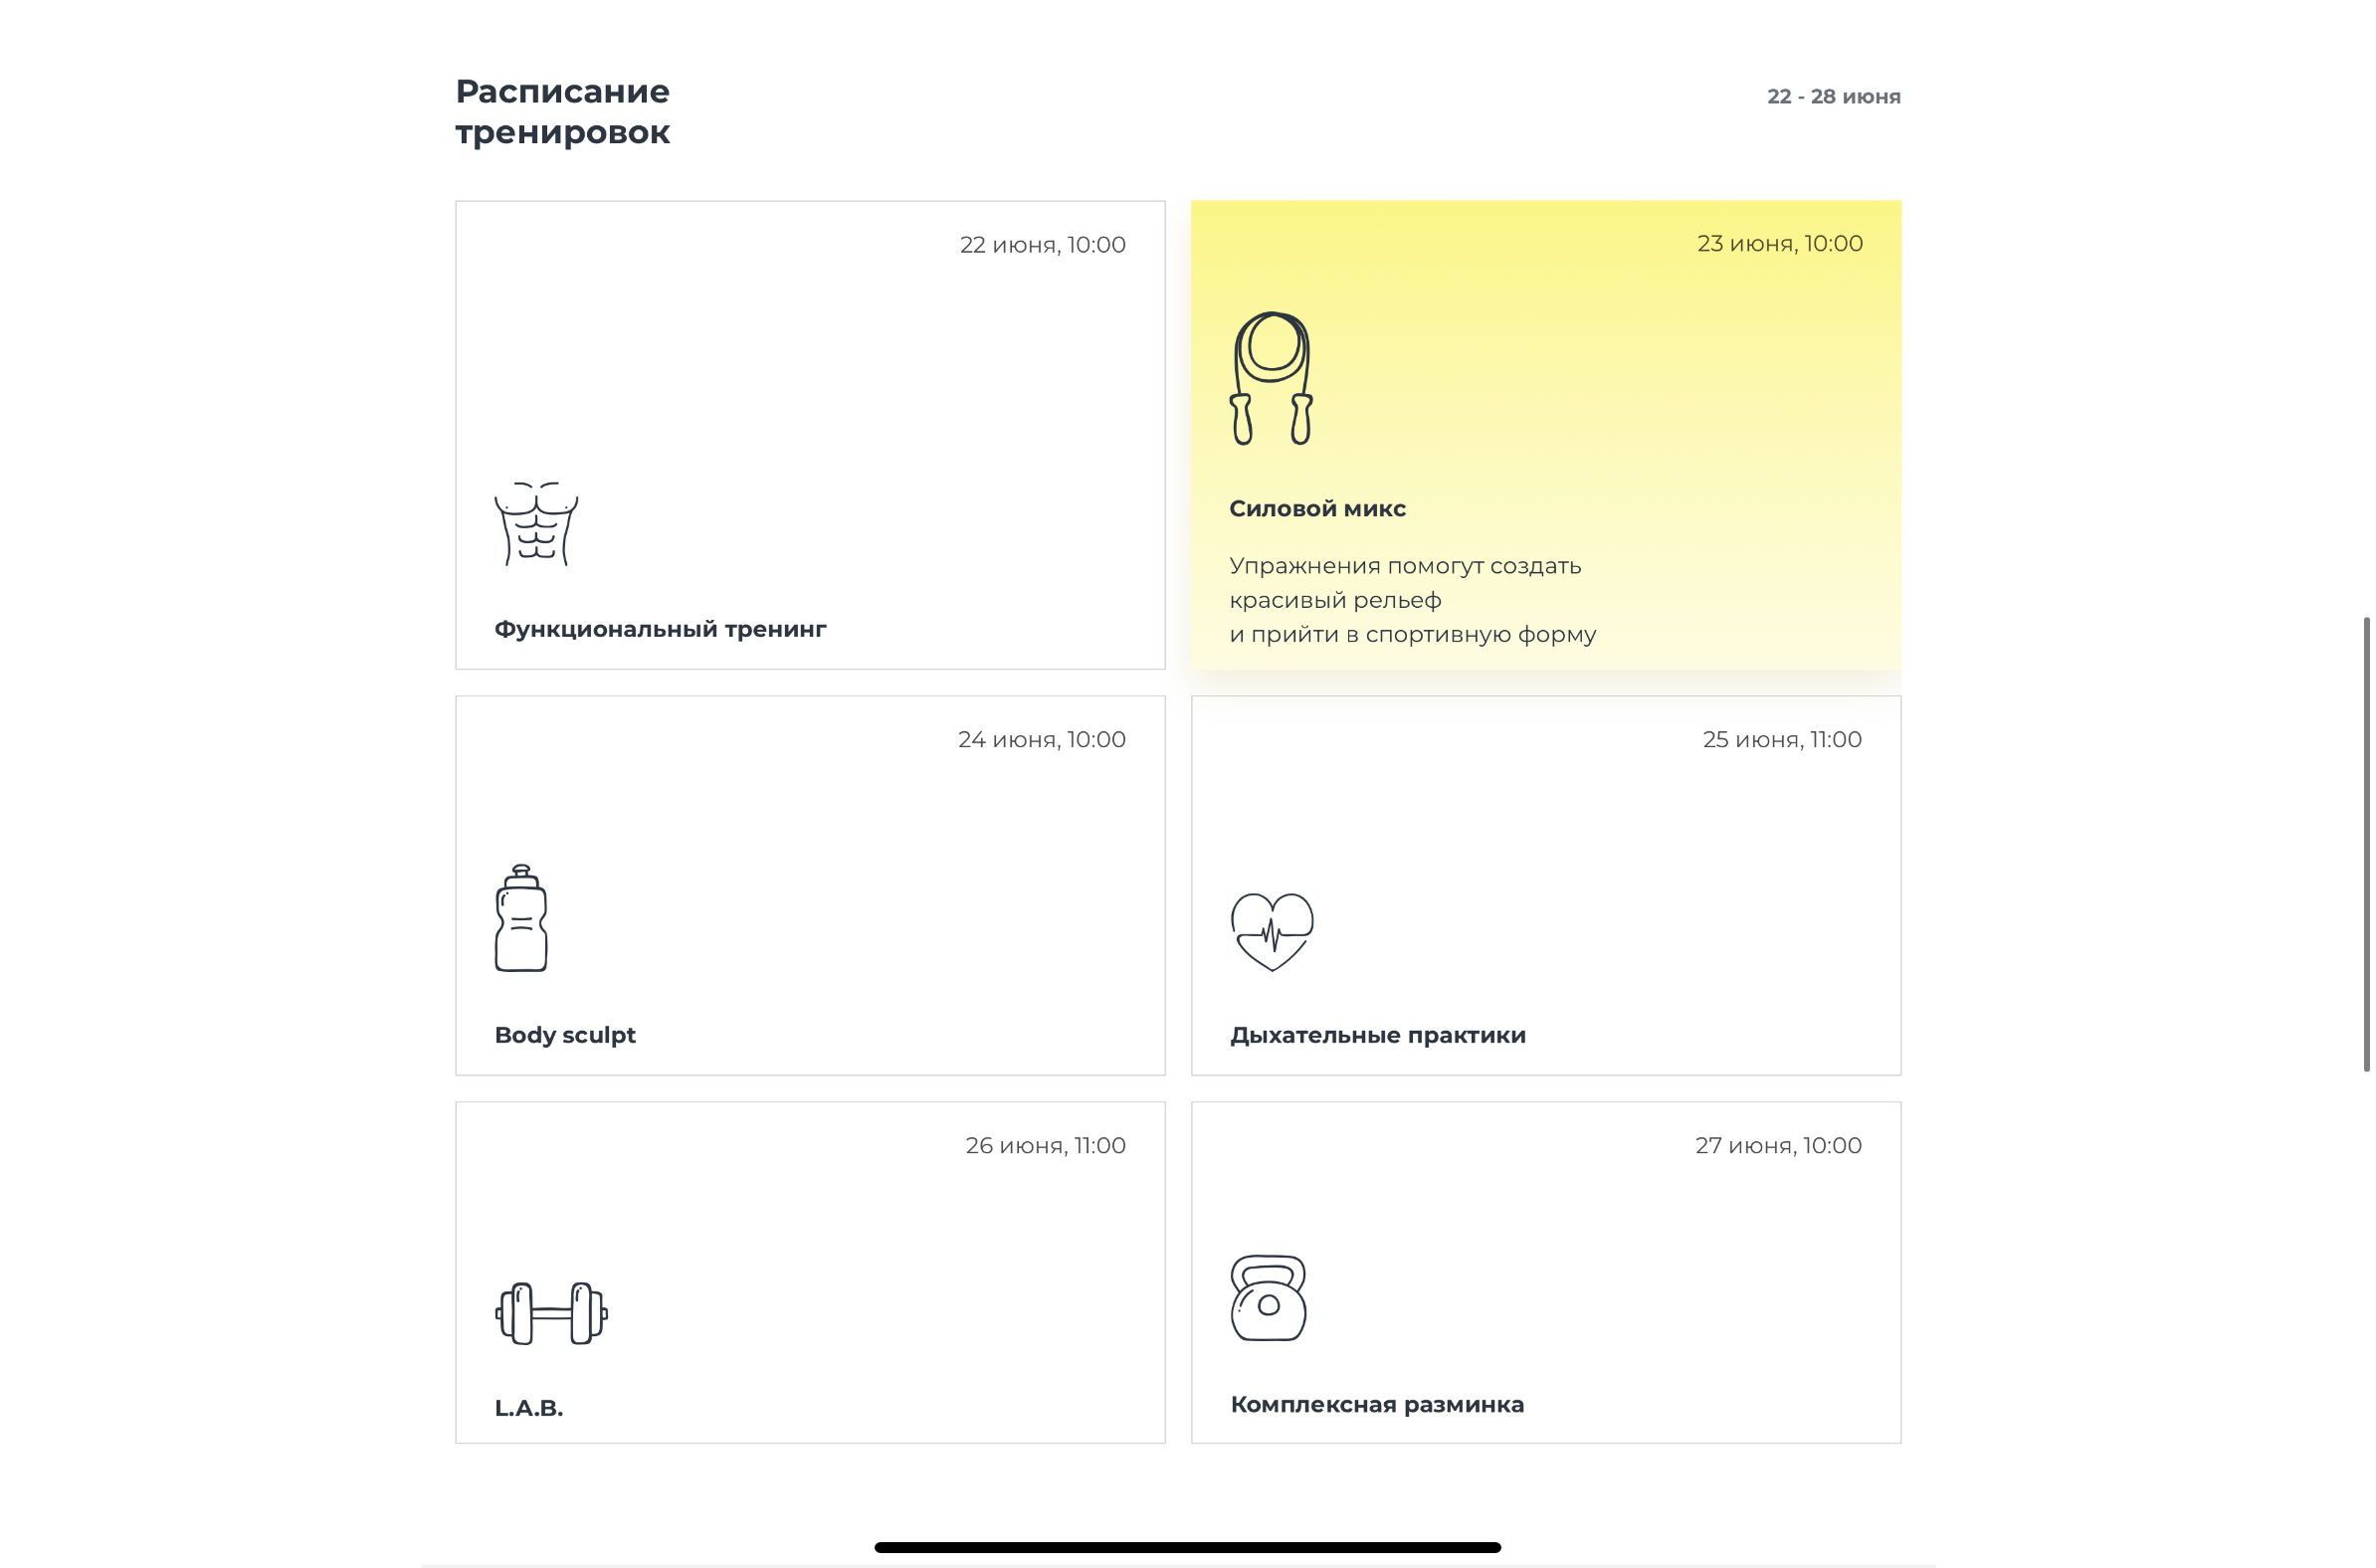 Расписание
тренировок
22 - 28 июня
22 июня, 10:00
Функциональный тренинг
23 июня, 10:00
Силовой микс
Упражнения помогут создать
красивый рельеф
и прийти в спортивную форму
24 июня, 10:00
Body sculpt
25 июня, 11:00
Дыхательные практики
26 июня, 11:00
L.A.B.
27 июня, 10:00
Комплексная разминка